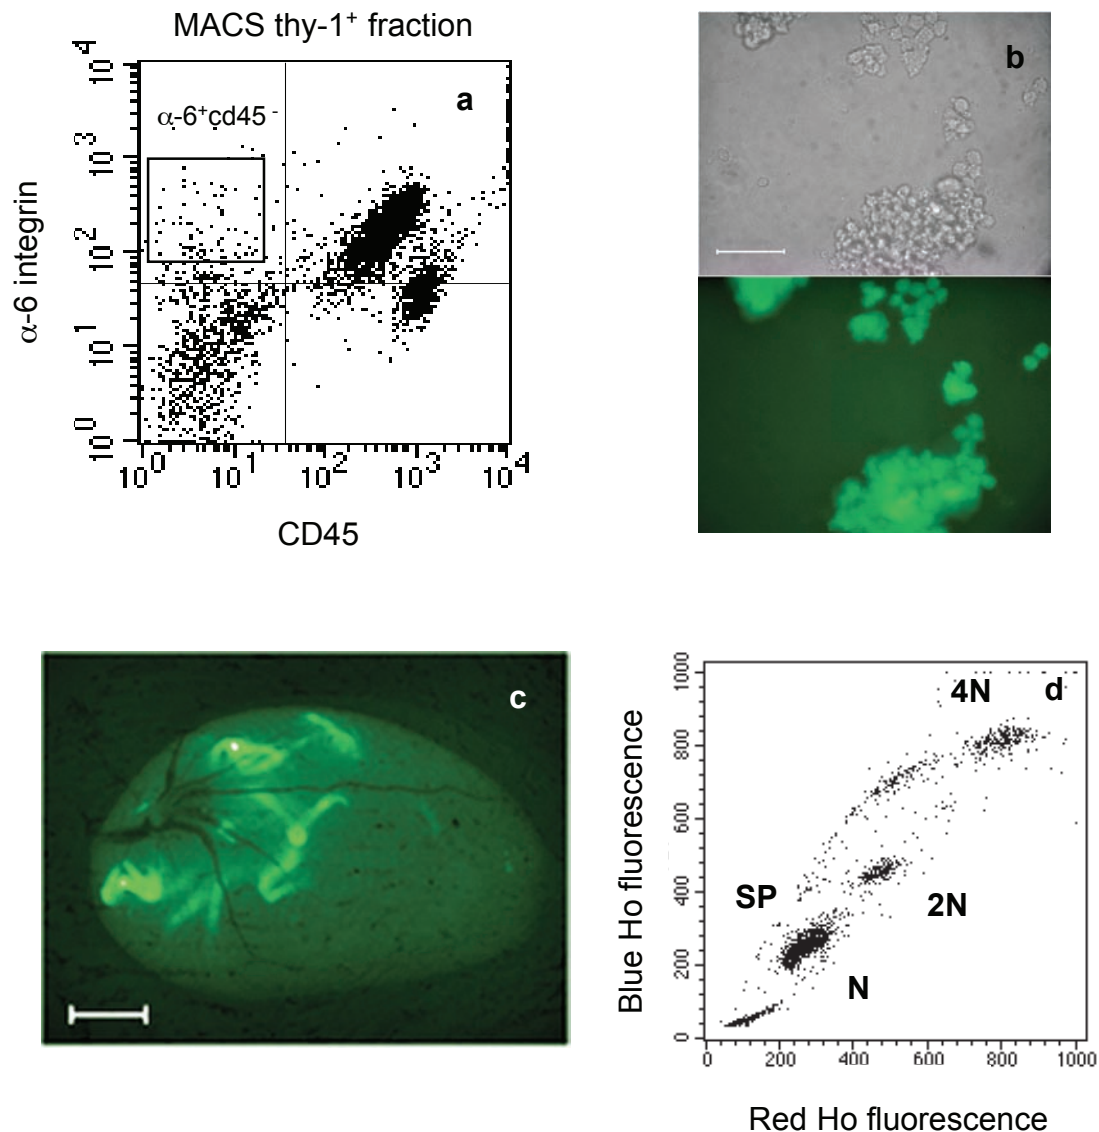 MACS thy-1⁺ fraction
a
α-6⁺cd45⁻
10⁴
10³
10²
10¹
10⁰
α-6 integrin
10⁰ 10¹ 10² 10³ 10⁴
CD45
b
c
d
4N
SP
2N
N
1000
800
600
400
200
0
Blue Ho fluorescence
0 200 400 600 800 1000
Red Ho fluorescence